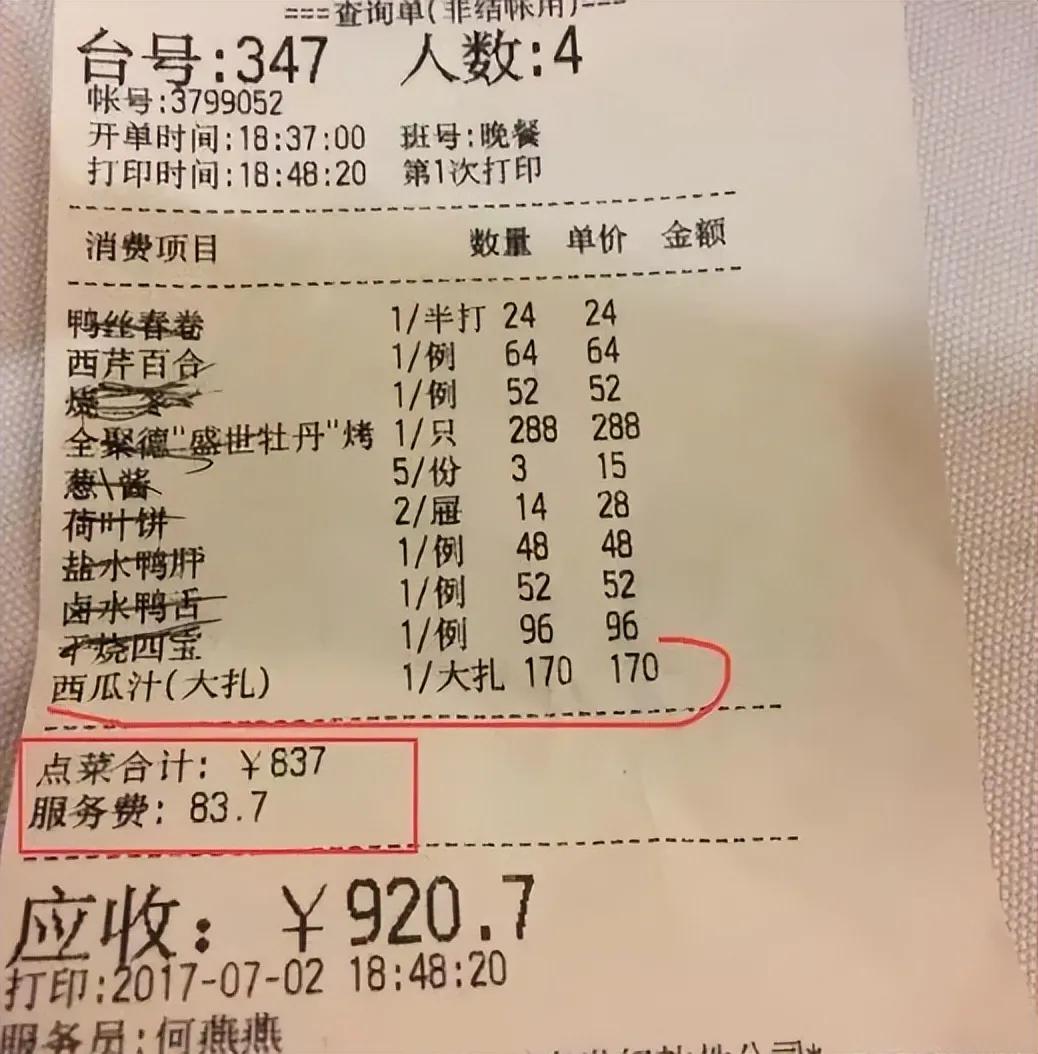 ===查询单(非结帐用)===
台号:347 人数:4
帐号:3799052
开单时间:18:37:00 班号:晚餐
打印时间:18:48:20 第1次打印
消费项目 数量 单价 金额
鸭丝春卷 1/半打 24 24
西芹百合 1/例 64 64
烧二冬 1/例 52 52
全聚德"盛世牡丹"烤 1/只 288 288
葱\酱 5/份 3 15
荷叶饼 2/屉 14 28
盐水鸭肝 1/例 48 48
卤水鸭舌 1/例 52 52
干烧四宝 1/例 96 96
西瓜汁(大扎) 1/大扎 170 170
点菜合计: ¥837
服务费: 83.7
应收: ¥920.7
打印:2017-07-02 18:48:20
服务员:何燕燕